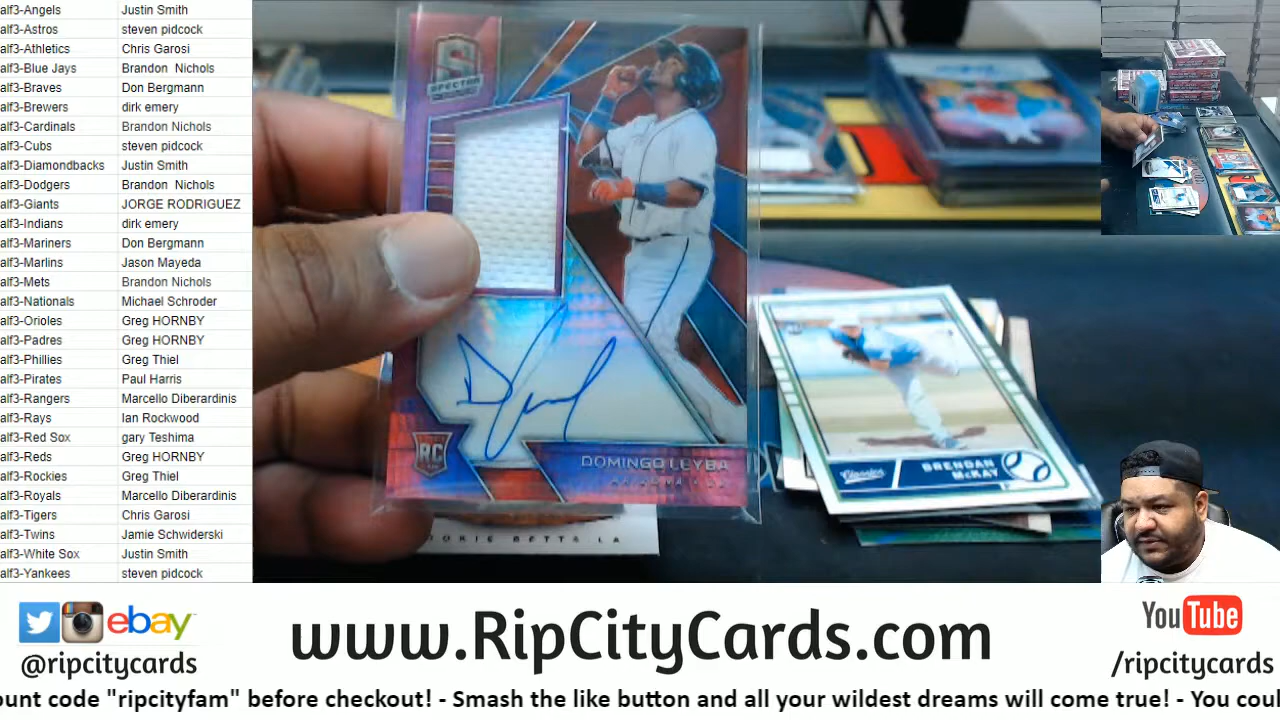 alf3-Angels Justin Smith
alf3-Astros steven pidcock
alf3-Athletics Chris Garosi
alf3-Blue Jays Brandon Nichols
alf3-Braves Don Bergmann
alf3-Brewers dirk emery
alf3-Cardinals Brandon Nichols
alf3-Cubs steven pidcock
alf3-Diamondbacks Justin Smith
alf3-Dodgers Brandon Nichols
alf3-Giants JORGE RODRIGUEZ
alf3-Indians dirk emery
alf3-Mariners Don Bergmann
alf3-Marlins Jason Mayeda
alf3-Mets Brandon Nichols
alf3-Nationals Michael Schroder
alf3-Orioles Greg HORNBY
alf3-Padres Greg HORNBY
alf3-Phillies Greg Thiel
alf3-Pirates Paul Harris
alf3-Rangers Marcello Diberardinis
alf3-Rays Ian Rockwood
alf3-Red Sox gary Teshima
alf3-Reds Greg HORNBY
alf3-Rockies Greg Thiel
alf3-Royals Marcello Diberardinis
alf3-Tigers Chris Garosi
alf3-Twins Jamie Schwiderski
alf3-White Sox Justin Smith
alf3-Yankees steven pidcock
S
SPECTRA
RC
DOMINGO LEYBA
OOKIE BETTS LA
Classics
BRENDAN
McKAY
ebay
@ripcitycards
www.RipCityCards.com
YouTube
/ripcitycards
ount code "ripcityfam" before checkout! - Smash the like button and all your wildest dreams will come true! - You coul